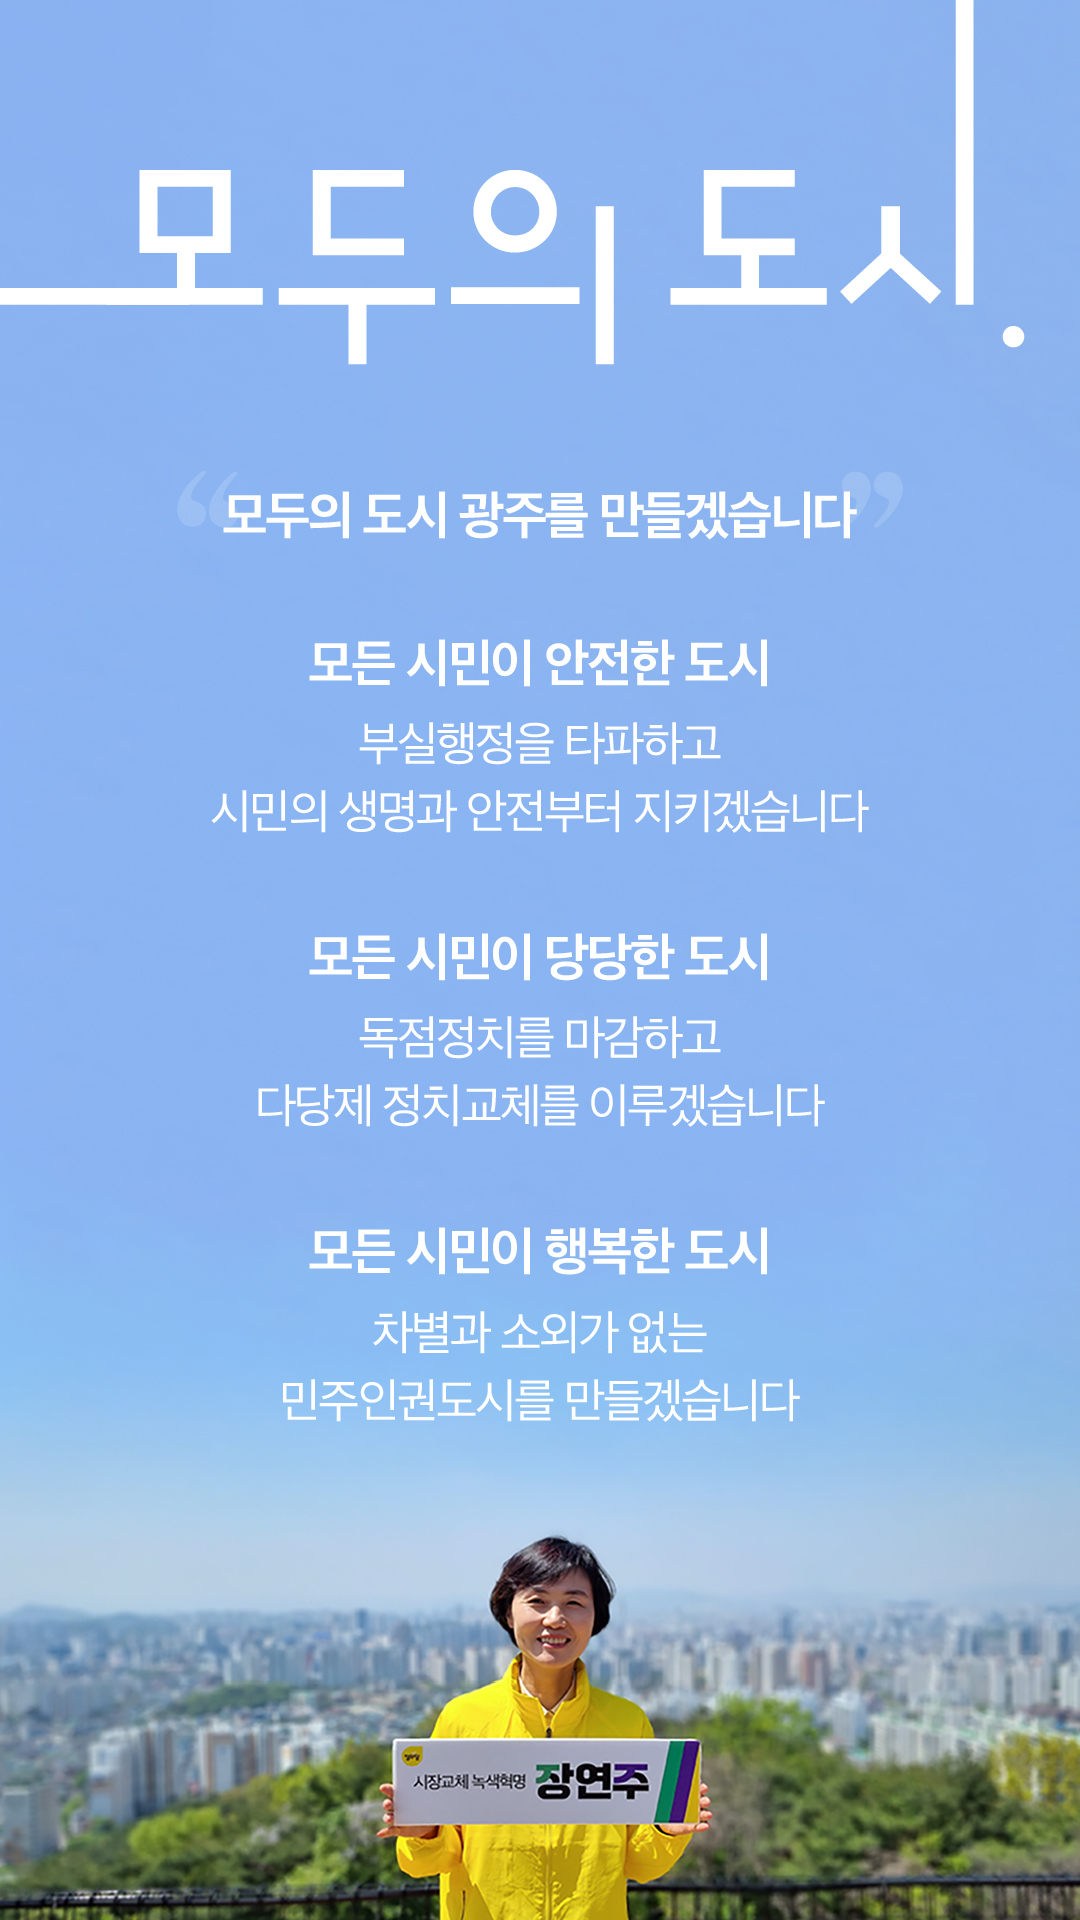 모두의 도시.
“모두의 도시 광주를 만들겠습니다”
모든 시민이 안전한 도시
부실행정을 타파하고
시민의 생명과 안전부터 지키겠습니다
모든 시민이 당당한 도시
독점정치를 마감하고
다당제 정치교체를 이루겠습니다
모든 시민이 행복한 도시
차별과 소외가 없는
민주인권도시를 만들겠습니다
정의당
시장교체 녹색혁명 장연주